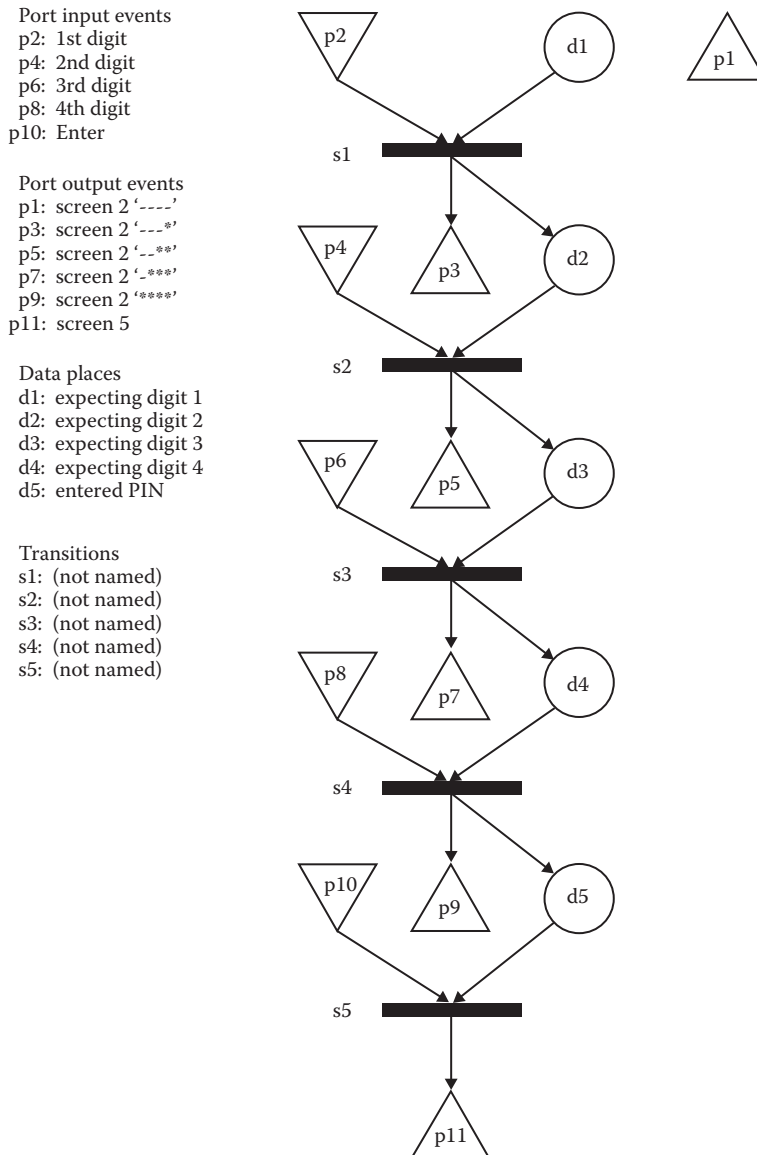 Port input events
p2: 1st digit
p4: 2nd digit
p6: 3rd digit
p8: 4th digit
p10: Enter
Port output events
p1: screen 2 ‘----’
p3: screen 2 ‘---*’
p5: screen 2 ‘--**’
p7: screen 2 ‘-***’
p9: screen 2 ‘****’
p11: screen 5
Data places
d1: expecting digit 1
d2: expecting digit 2
d3: expecting digit 3
d4: expecting digit 4
d5: entered PIN
Transitions
s1: (not named)
s2: (not named)
s3: (not named)
s4: (not named)
s5: (not named)
p2
d1
p1
s1
p4
p3
d2
s2
p6
p5
d3
s3
p8
p7
d4
s4
p10
p9
d5
s5
p11